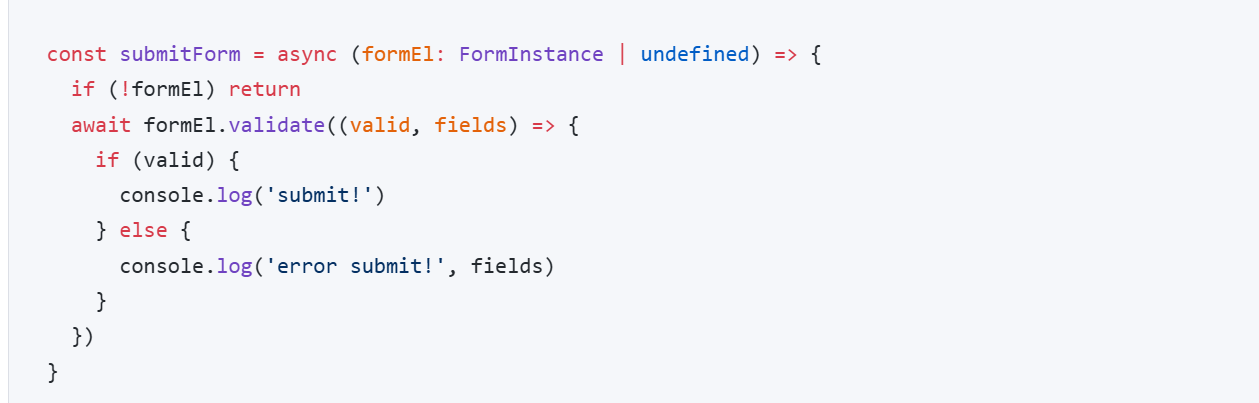 const submitForm = async (formEl: FormInstance | undefined) => {
  if (!formEl) return
  await formEl.validate((valid, fields) => {
    if (valid) {
      console.log('submit!')
    } else {
      console.log('error submit!', fields)
    }
  })
}